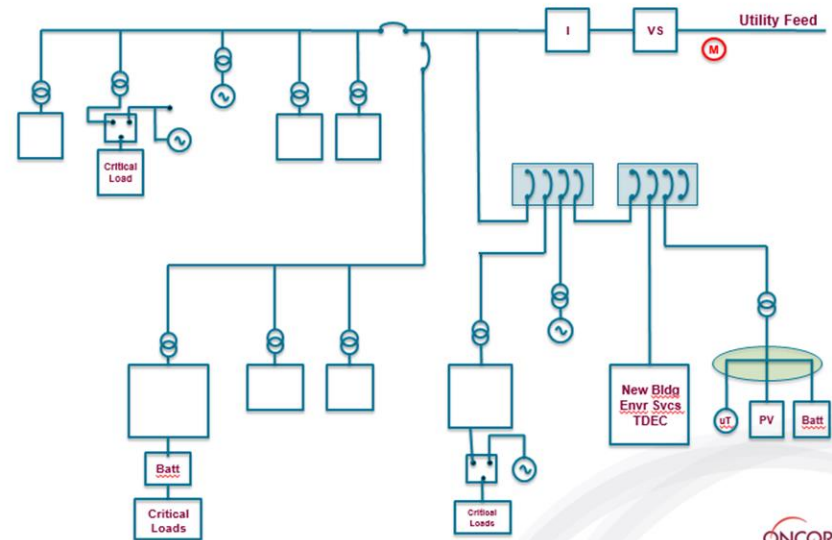 Utility Feed
I
VS
M
Critical
Load
New Bldg
Envr Svcs
TDEC
uT
PV
Batt
Batt
Critical
Loads
Critical
Loads
ONCOR